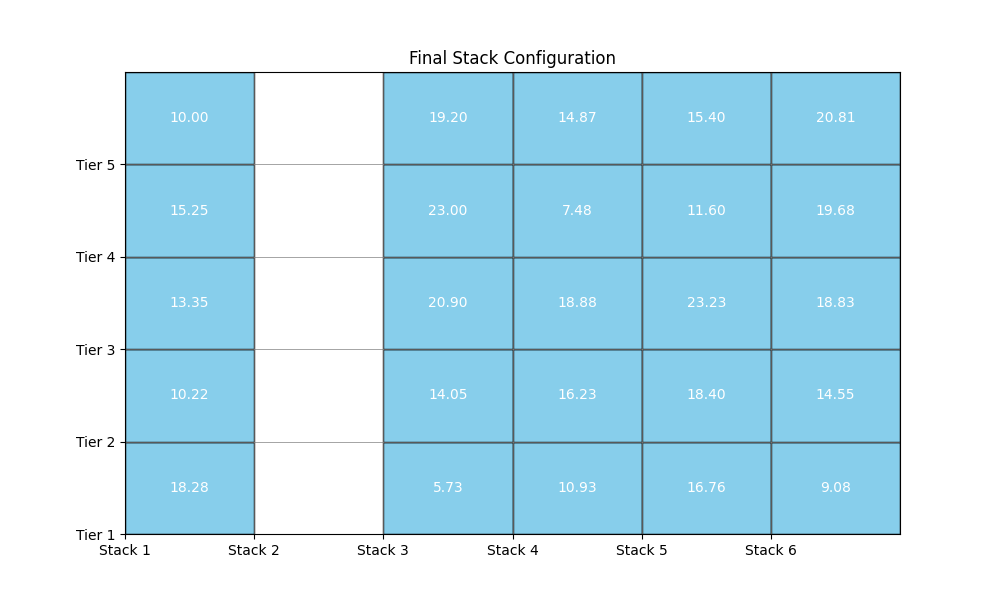 Final Stack Configuration
10.00 19.20 14.87 15.40 20.81
Tier 5
15.25 23.00 7.48 11.60 19.68
Tier 4
13.35 20.90 18.88 23.23 18.83
Tier 3
10.22 14.05 16.23 18.40 14.55
Tier 2
18.28 5.73 10.93 16.76 9.08
Tier 1
Stack 1 Stack 2 Stack 3 Stack 4 Stack 5 Stack 6